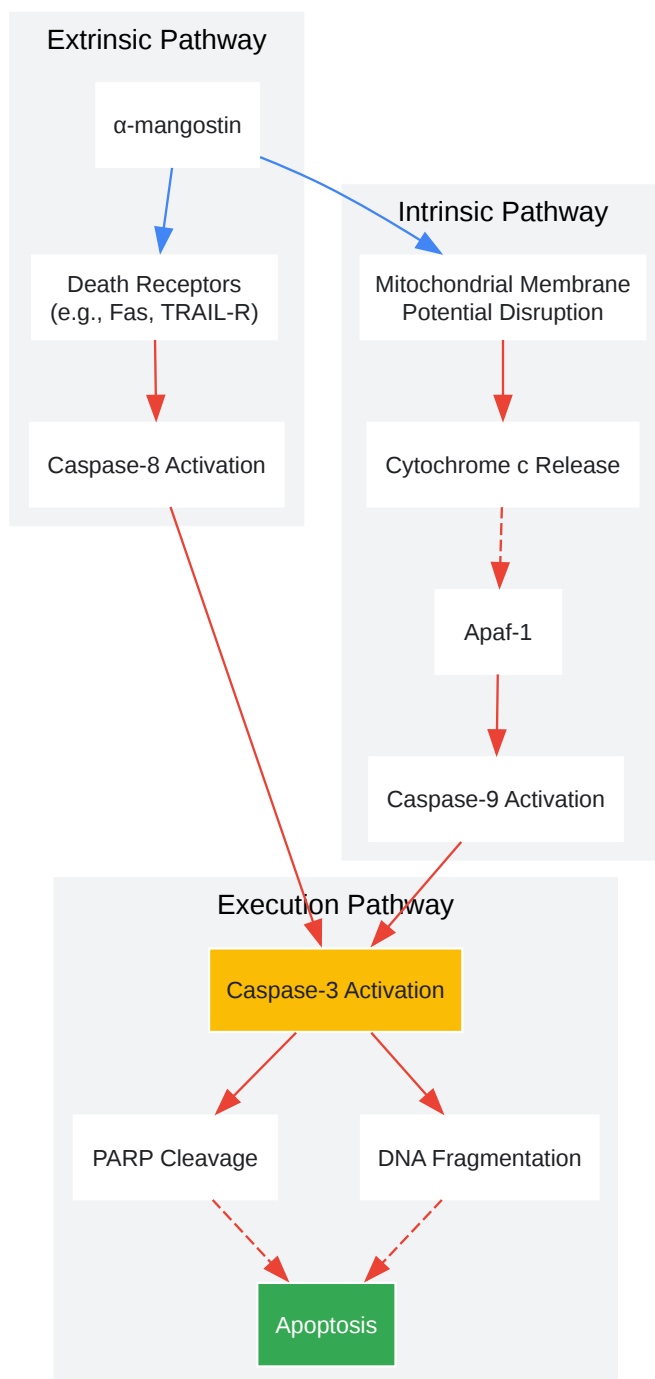 Extrinsic Pathway
α-mangostin
Intrinsic Pathway
Death Receptors
(e.g., Fas, TRAIL-R)
Mitochondrial Membrane
Potential Disruption
Caspase-8 Activation
Cytochrome c Release
Apaf-1
Caspase-9 Activation
Execution Pathway
Caspase-3 Activation
PARP Cleavage
DNA Fragmentation
Apoptosis